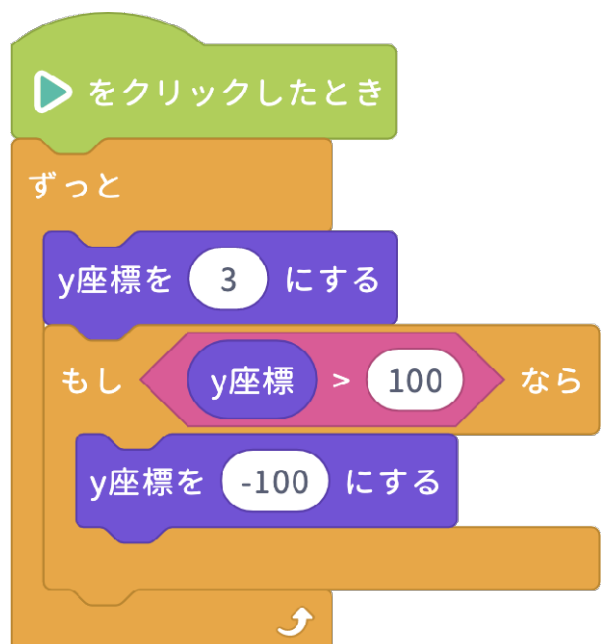 をクリックしたとき
ずっと
y座標を 3 にする
もし y座標 > 100 なら
y座標を -100 にする